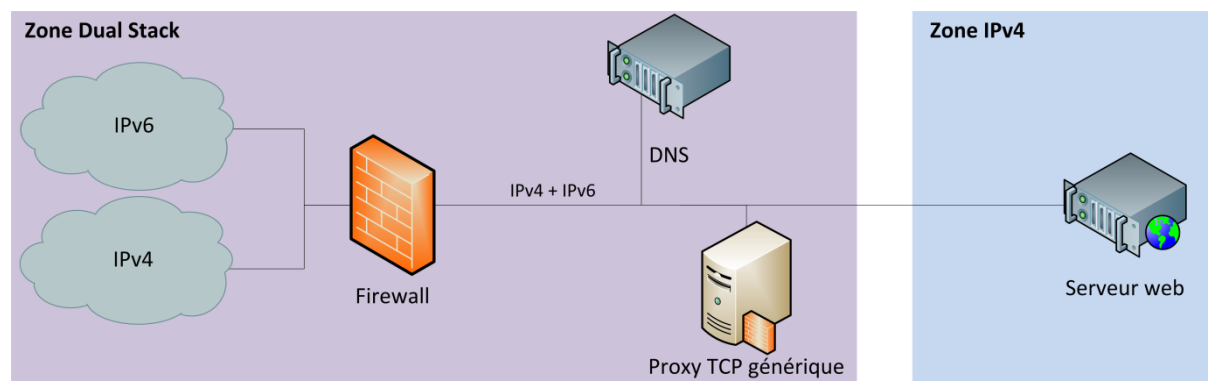 Zone Dual Stack
Zone IPv4
IPv6
DNS
IPv4 + IPv6
IPv4
Firewall
Serveur web
Proxy TCP générique